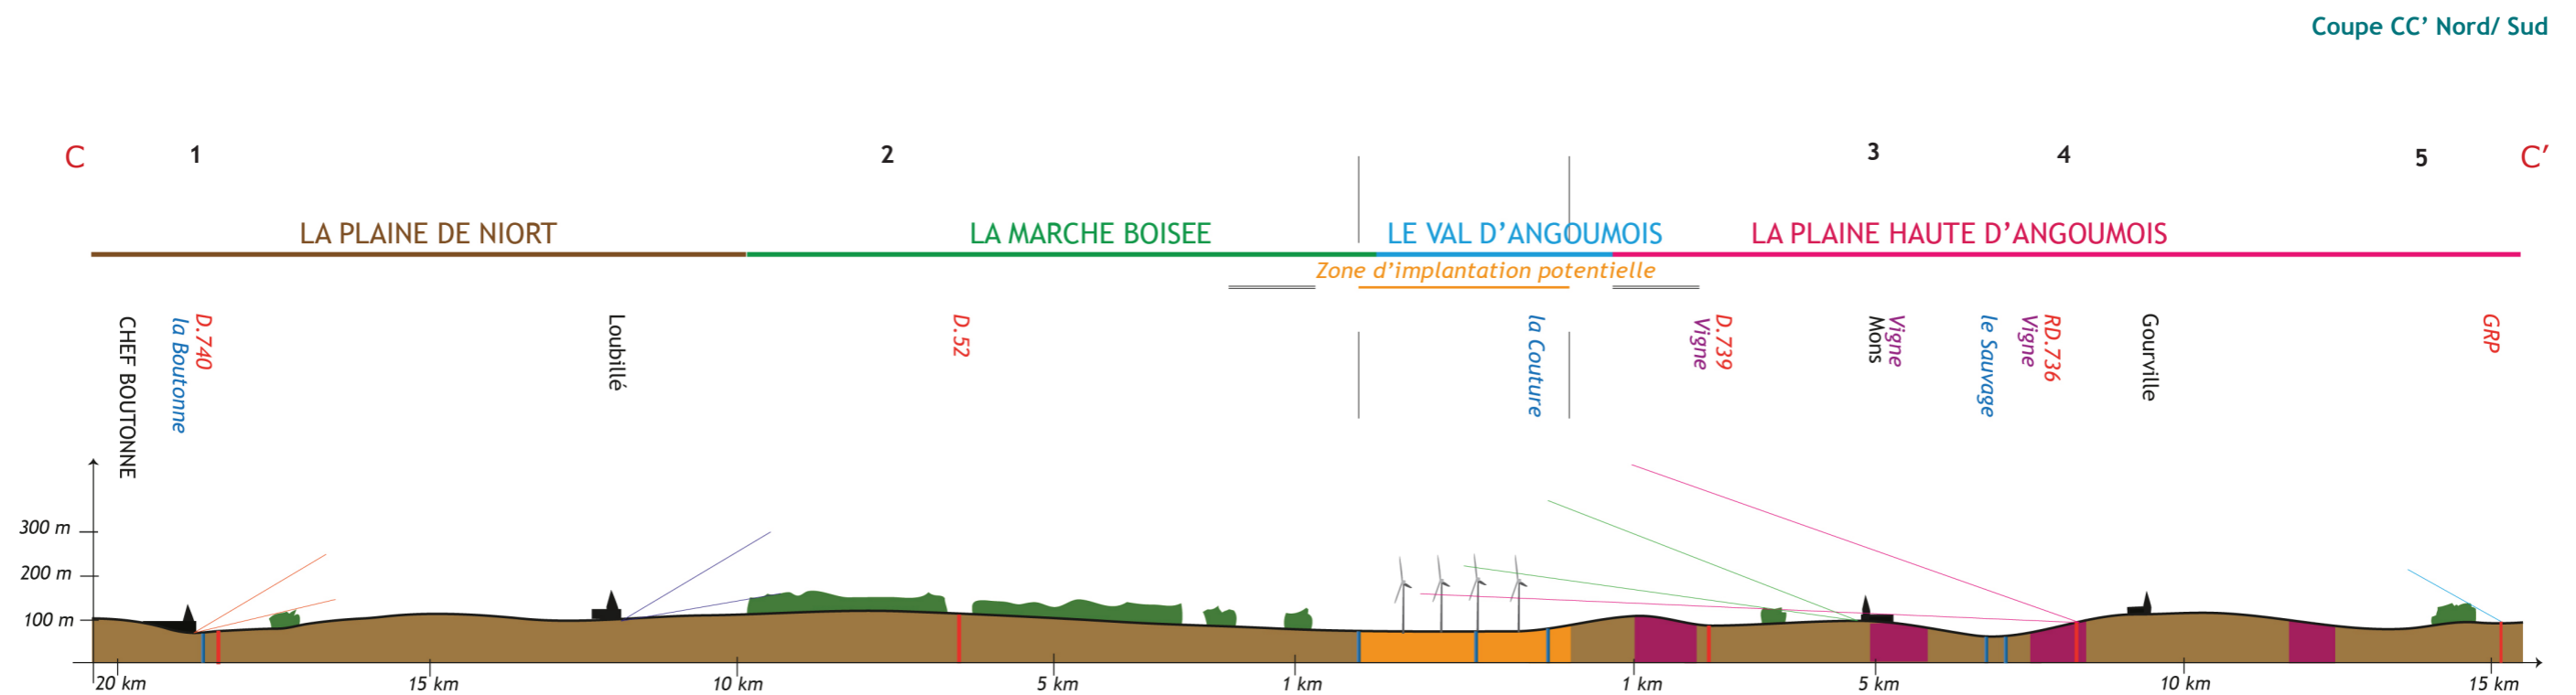 Coupe CC’ Nord/ Sud
C
1
2
3
4
5
C’
LA PLAINE DE NIORT
LA MARCHE BOISEE
LE VAL D’ANGOUMOIS
LA PLAINE HAUTE D’ANGOUMOIS
Zone d’implantation potentielle
CHEF BOUTONNE
la Boutonne
D.740
Loubillé
D.52
la Couture
Vigne
D.739
Mons
Vigne
le Sauvage
Vigne
RD.736
Gourville
GRP
300 m
200 m
100 m
20 km
15 km
10 km
5 km
1 km
1 km
5 km
10 km
15 km